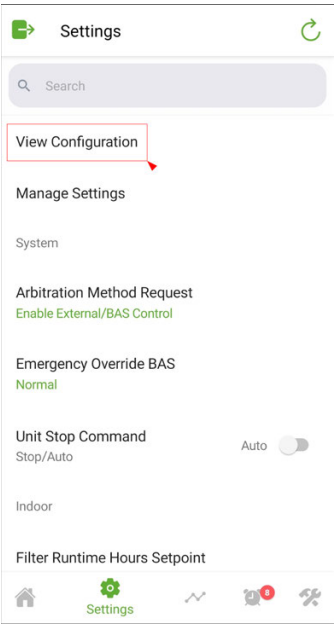 Settings
Search
View Configuration
Manage Settings
System
Arbitration Method Request
Enable External/BAS Control
Emergency Override BAS
Normal
Unit Stop Command
Auto
Stop/Auto
Indoor
Filter Runtime Hours Setpoint
8
Settings